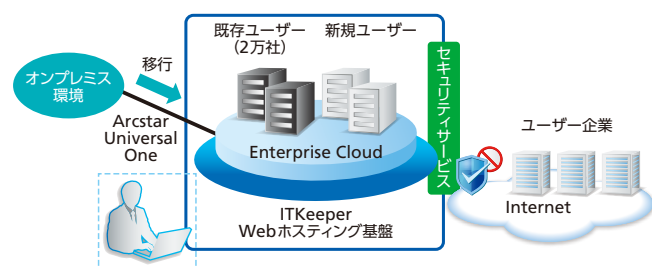 既存ユーザー
（2万社）
新規ユーザー
オンプレミス
環境
移行
Arcstar
Universal
One
Enterprise Cloud
セキュリティサービス
ユーザー企業
Internet
ITKeeper
Webホスティング基盤